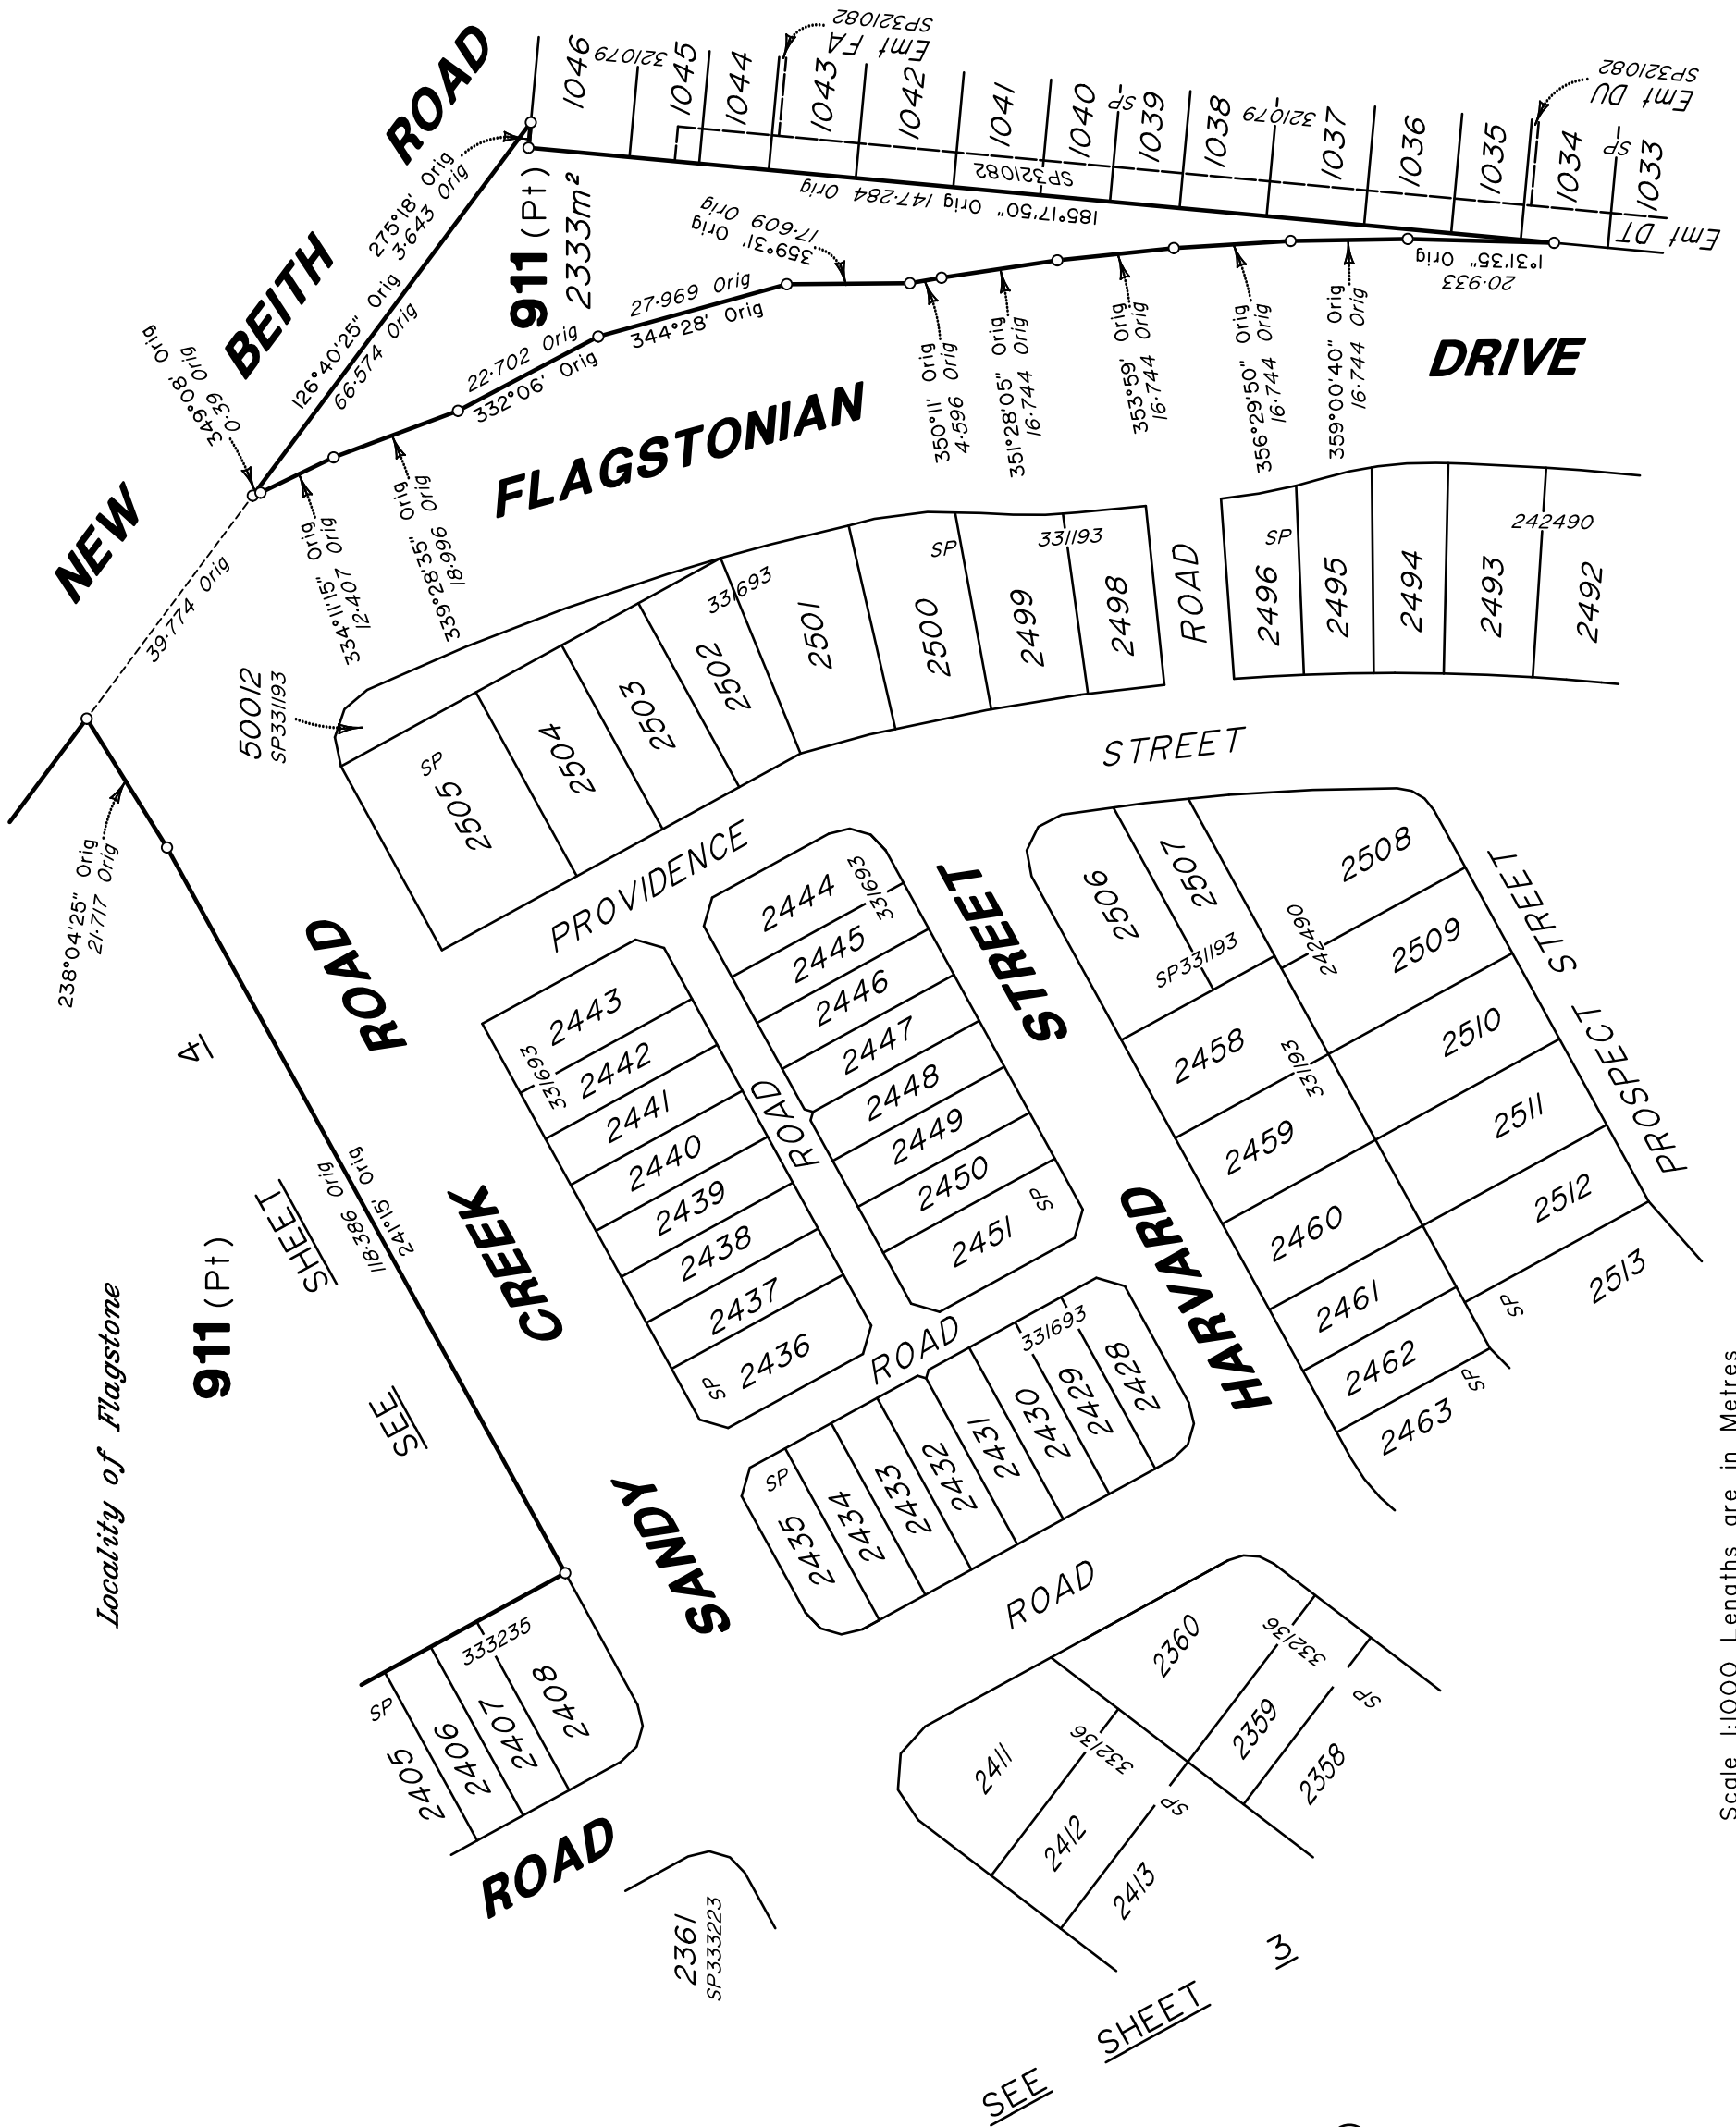 NEW
BEITH
ROAD
349°08' Orig
0·39 Orig
126°40'25" Orig
66·574 Orig
275°18' Orig
3·643 Orig
911 (Pt)
2333m²
1046
321079
1045
1044
1043
Emt FA
SP321082
1042
1041
1040
SP
1039
1038
321079
1037
1036
1035
Emt DU
SP321082
1034
SP
1033
Emt DT
SP321082
185°17'50" Orig 147·284 Orig
359°31' Orig
17·609 Orig
27·969 Orig
344°28' Orig
22·702 Orig
332°06' Orig
1°31'35" Orig
20·933
350°11' Orig
4·596 Orig
351°28'05" Orig
16·744 Orig
353°59' Orig
16·744 Orig
356°29'50" Orig
16·744 Orig
359°00'40" Orig
16·744 Orig
DRIVE
FLAGSTONIAN
39·774 Orig
334°11'15" Orig
12·407 Orig
339°28'35" Orig
18·996 Orig
50012
SP331193
238°04'25" Orig
21·717 Orig
SP
2505
2504
2503
2502
331693
2501
2500
SP
2499
331193
2498
ROAD
SP
2496
2495
2494
2493
242490
2492
STREET
PROVIDENCE
4
SHEET
SEE
118·386 Orig
241°15' Orig
911 (Pt)
Locality of Flagstone
ROAD
CREEK
SANDY
2443
331693
2442
2441
2440
2439
2438
2437
SP
2436
ROAD
2444
331693
2445
2446
2447
2448
2449
2450
SP
2451
STREET
HARVARD
2506
2507
SP331193
2508
242490
2509
2510
2511
2512
SP
2513
STREET
PROSPECT
2458
331193
2459
2460
2461
2462
SP
2463
ROAD
SP
2435
2434
2433
2432
2431
2430
2429
2428
331693
ROAD
SP
2405
2406
2407
333235
2408
ROAD
2361
SP333223
2360
332136
2359
SP
2358
2411
332136
2412
SP
2413
SEE
SHEET
3
Scale 1:1000 Lengths are in Metres